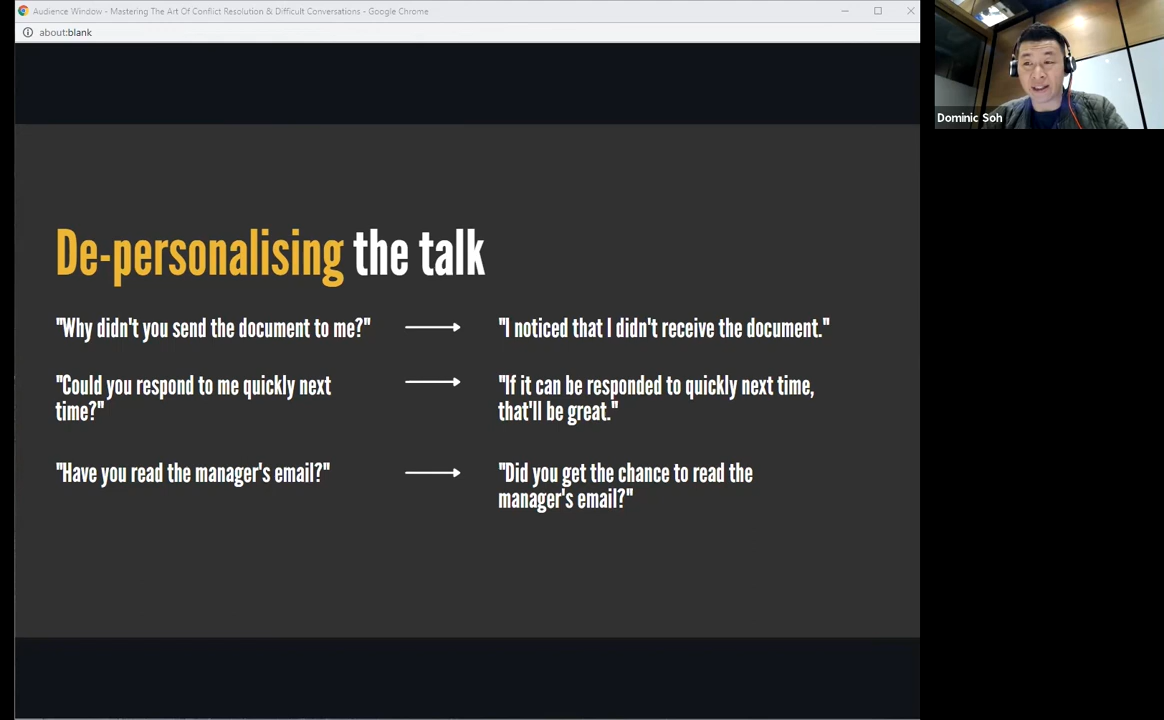 Audience Window - Mastering The Art Of Conflict Resolution & Difficult Conversations - Google Chrome
about:blank
Dominic Soh
De-personalising the talk
"Why didn't you send the document to me?"
"I noticed that I didn't receive the document."
"Could you respond to me quickly next
time?"
"If it can be responded to quickly next time,
that'll be great."
"Have you read the manager's email?"
"Did you get the chance to read the
manager's email?"